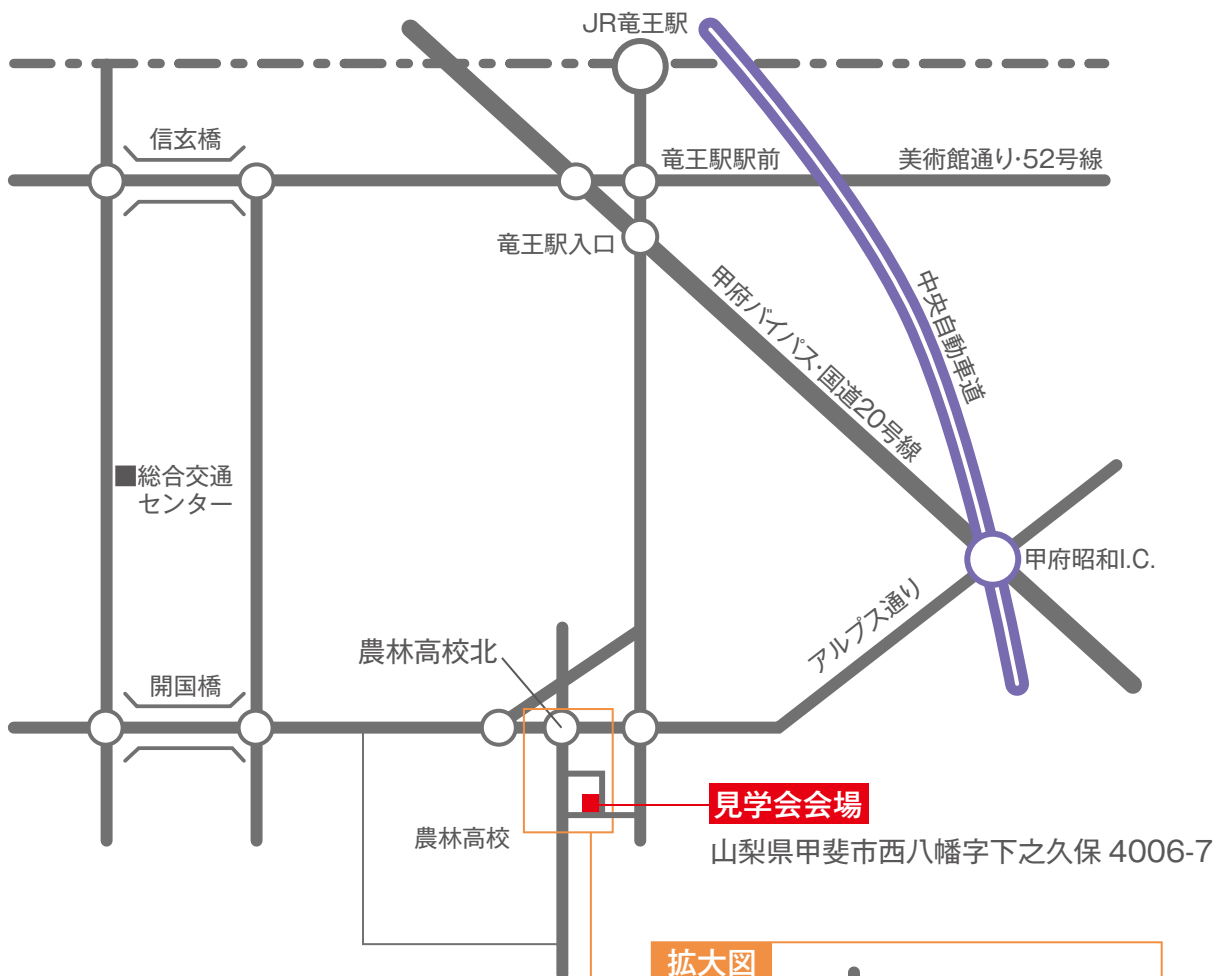 JR竜王駅
信玄橋
竜王駅駅前
美術館通り・52号線
竜王駅入口
甲府バイパス・国道20号線
中央自動車道
■総合交通
センター
甲府昭和I.C.
アルプス通り
農林高校北
開国橋
見学会会場
農林高校
山梨県甲斐市西八幡字下之久保 4006-7
拡大図